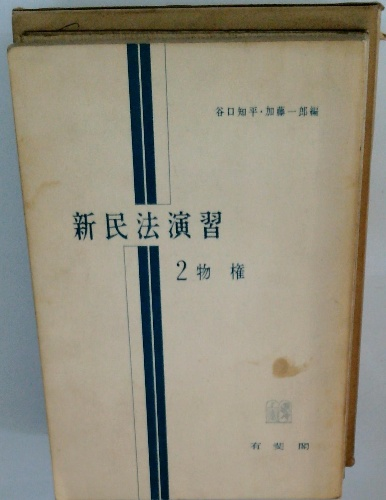 谷口知平・加藤一郎編
新民法演習
2 物権
有斐閣